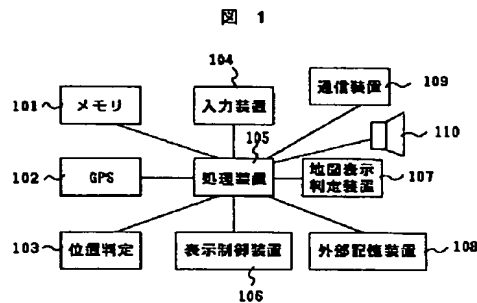 図 1
104
109
101
メモリ
入力装置
通信装置
105
110
102
GPS
処理装置
地図表示
判定装置
107
103
位置判定
表示制御装置
外部記憶装置
108
106